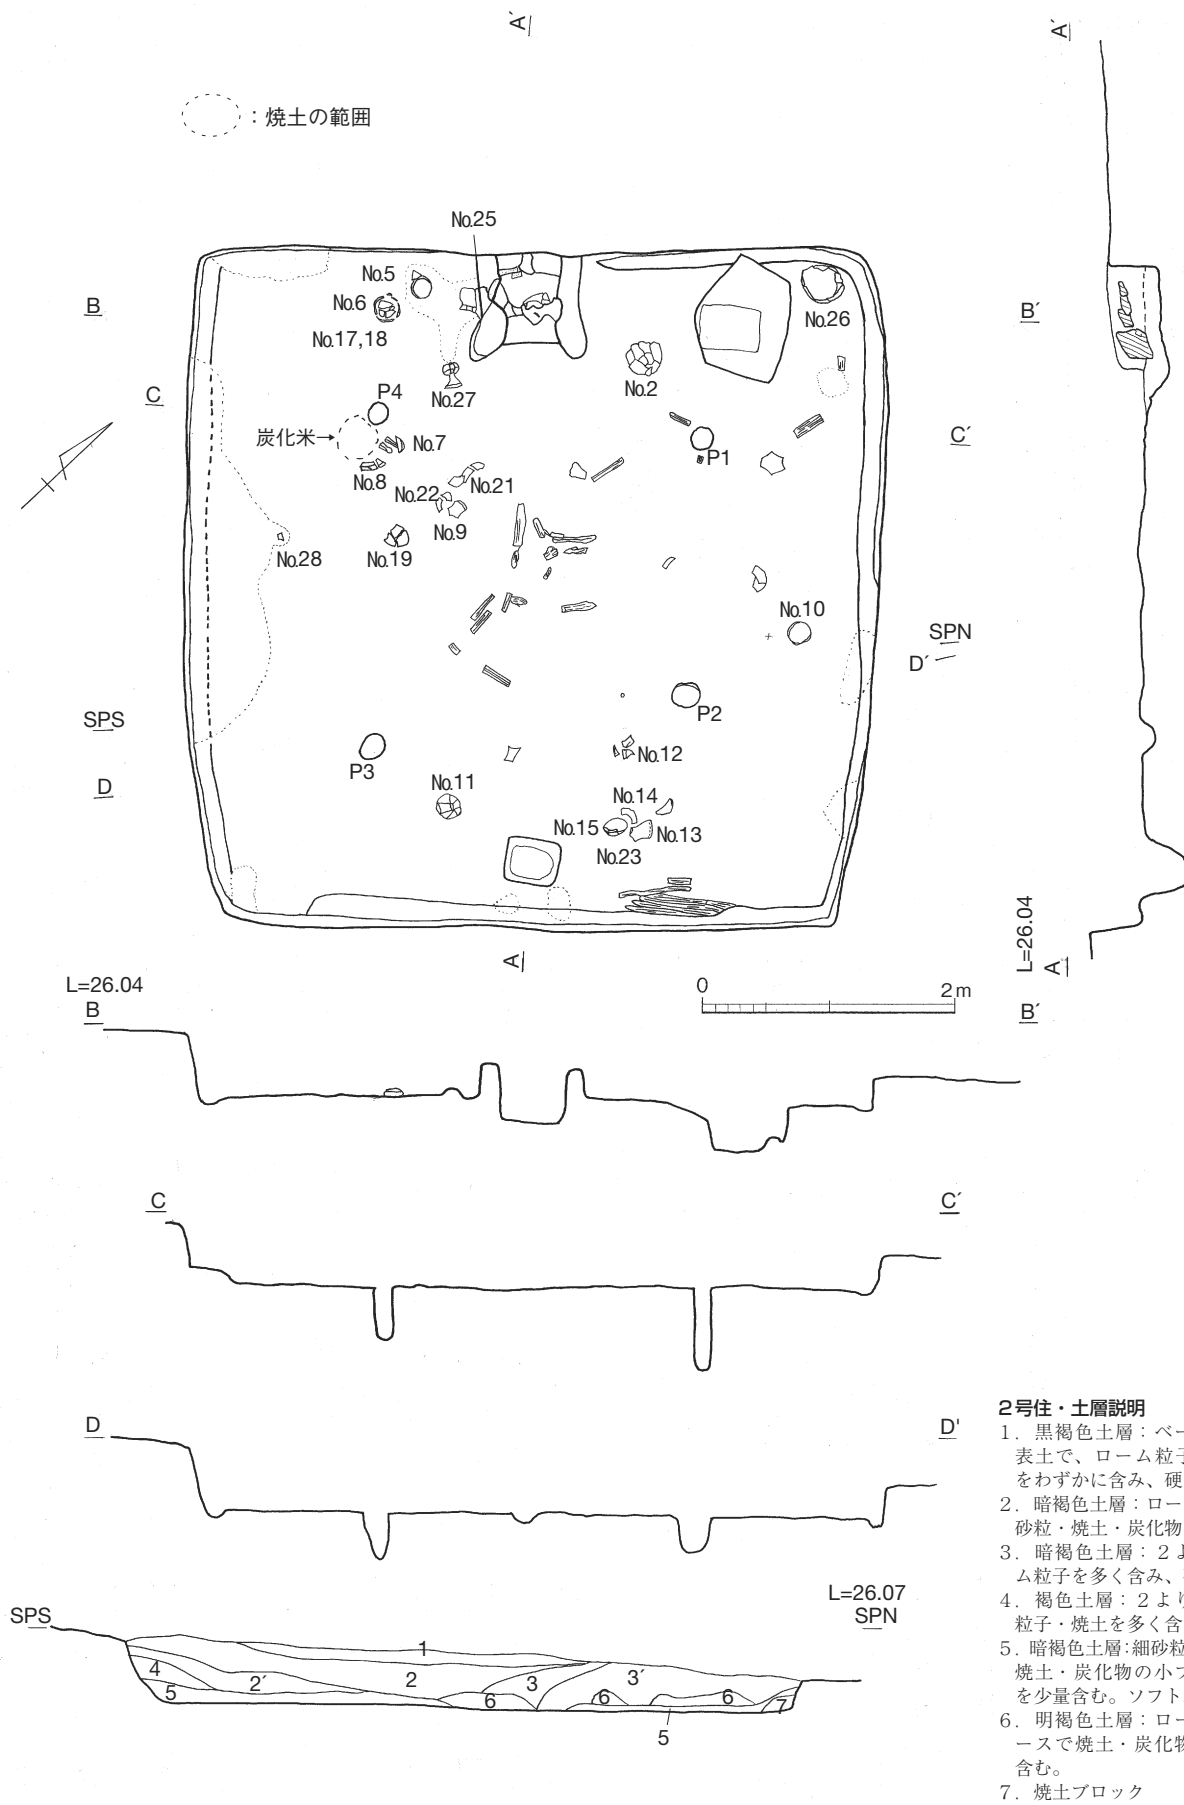 A´
A´
：焼土の範囲
No.25
No.5
No.6
No.17,18
No.26
No.27
No.2
B
B´
C
C´
P4
炭化米→
No.7
No.8
P1
No.21
No.22
No.9
No.28
No.19
No.10
SPN
D´
SPS
D
P2
P3
No.12
No.11
No.14
No.15
No.13
No.23
A
L=26.04
A
L=26.04
B
0
2m
B´
C
C´
D
D'
SPS
L=26.07
SPN
1
4
5
2´
2
3
3´
6
6
6
7
5
2号住・土層説明
1．黒褐色土層：ベー
表土で、ローム粒子
をわずかに含み、硬
2．暗褐色土層：ロー
砂粒・焼土・炭化物
3．暗褐色土層：2よ
ム粒子を多く含み、
4．褐色土層：2より
粒子・焼土を多く含
5．暗褐色土層：細砂粒
焼土・炭化物の小ブ
を少量含む。ソフト
6．明褐色土層：ロー
ースで焼土・炭化物
含む。
7．焼土ブロック